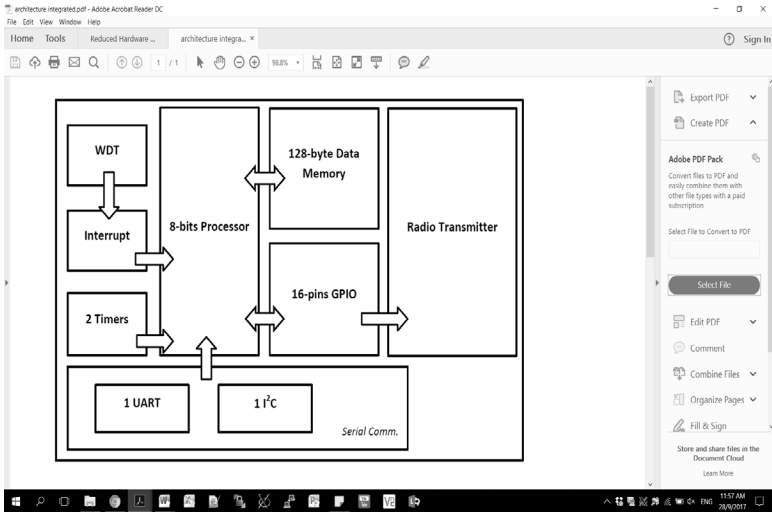 architecture integrated.pdf - Adobe Acrobat Reader DC
File Edit View Window Help
Home Tools Reduced Hardware ... architecture integra... ×
Sign In
1 / 1
98.8%
WDT
Interrupt
2 Timers
8-bits Processor
128-byte Data
Memory
16-pins GPIO
Radio Transmitter
1 UART
1 I²C
Serial Comm.
Export PDF
Create PDF
Adobe PDF Pack
Convert files to PDF and
easily combine them with
other file types with a paid
subscription
Select File to Convert to PDF
Select File
Edit PDF
Comment
Combine Files
Organize Pages
Fill & Sign
Store and share files in the
Document Cloud
Learn More
ENG
11:57 AM
28/9/2017